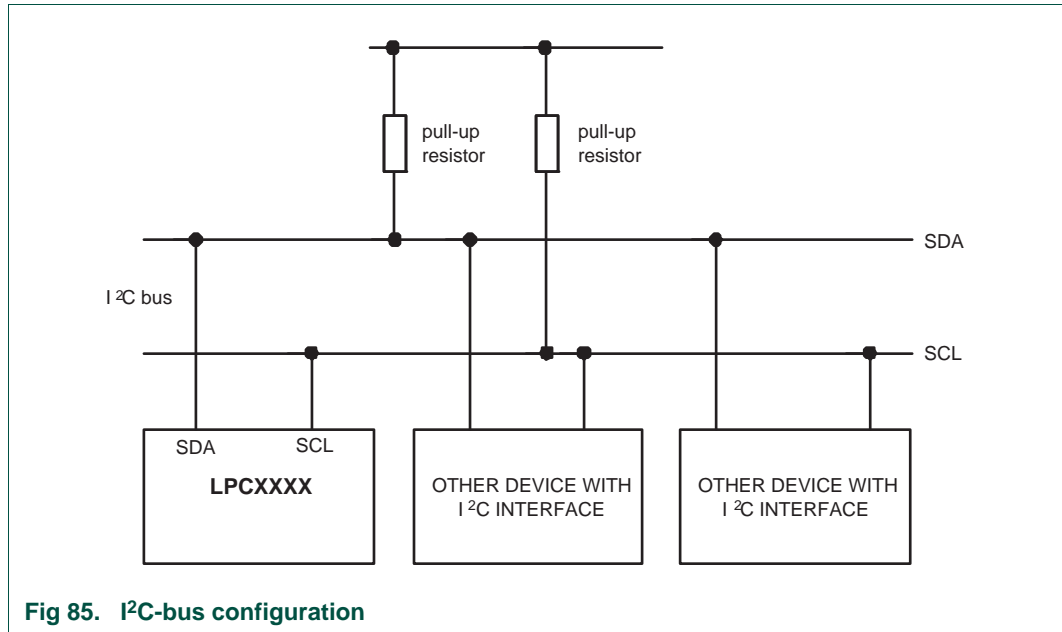 pull-up
resistor
pull-up
resistor
SDA
I 2C bus
SCL
SDA
SCL
LPCXXXX
OTHER DEVICE WITH
I 2C INTERFACE
OTHER DEVICE WITH
I 2C INTERFACE
Fig 85. I2C-bus configuration